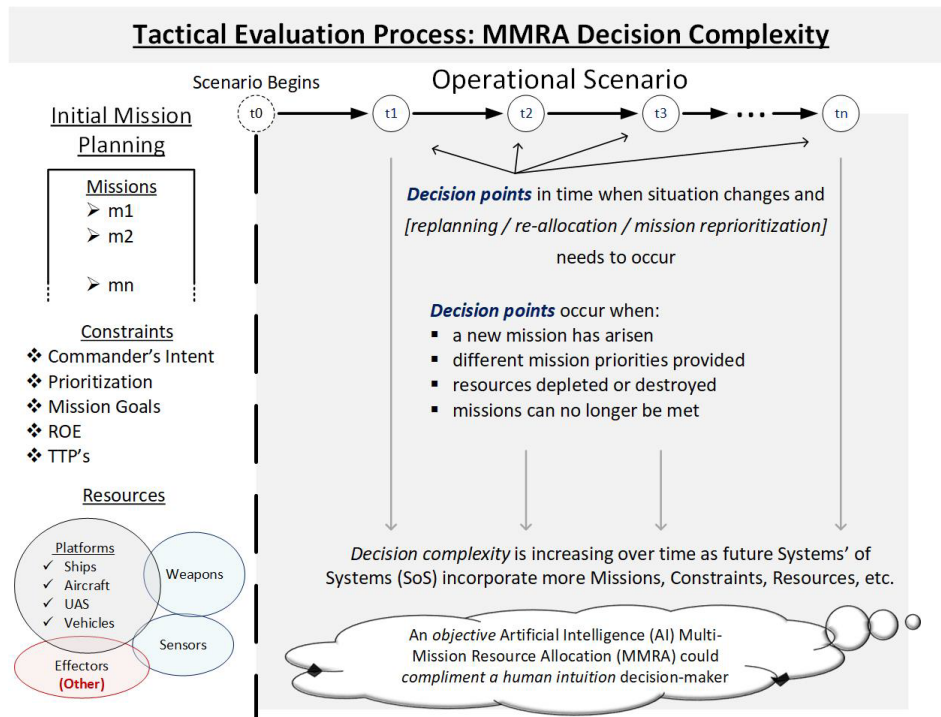 Tactical Evaluation Process: MMRA Decision Complexity
Scenario Begins
Operational Scenario
t0
t1
t2
t3
tn
Initial Mission
Planning
Missions
➢ m1
➢ m2
➢ mn
Constraints
❖ Commander's Intent
❖ Prioritization
❖ Mission Goals
❖ ROE
❖ TTP's
Resources
Platforms
✓ Ships
✓ Aircraft
✓ UAS
✓ Vehicles
Weapons
Sensors
Effectors
(Other)
Decision points in time when situation changes and
[replanning / re-allocation / mission reprioritization]
needs to occur
Decision points occur when:
▪ a new mission has arisen
▪ different mission priorities provided
▪ resources depleted or destroyed
▪ missions can no longer be met
Decision complexity is increasing over time as future Systems' of
Systems (SoS) incorporate more Missions, Constraints, Resources, etc.
An objective Artificial Intelligence (AI) Multi-
Mission Resource Allocation (MMRA) could
compliment a human intuition decision-maker